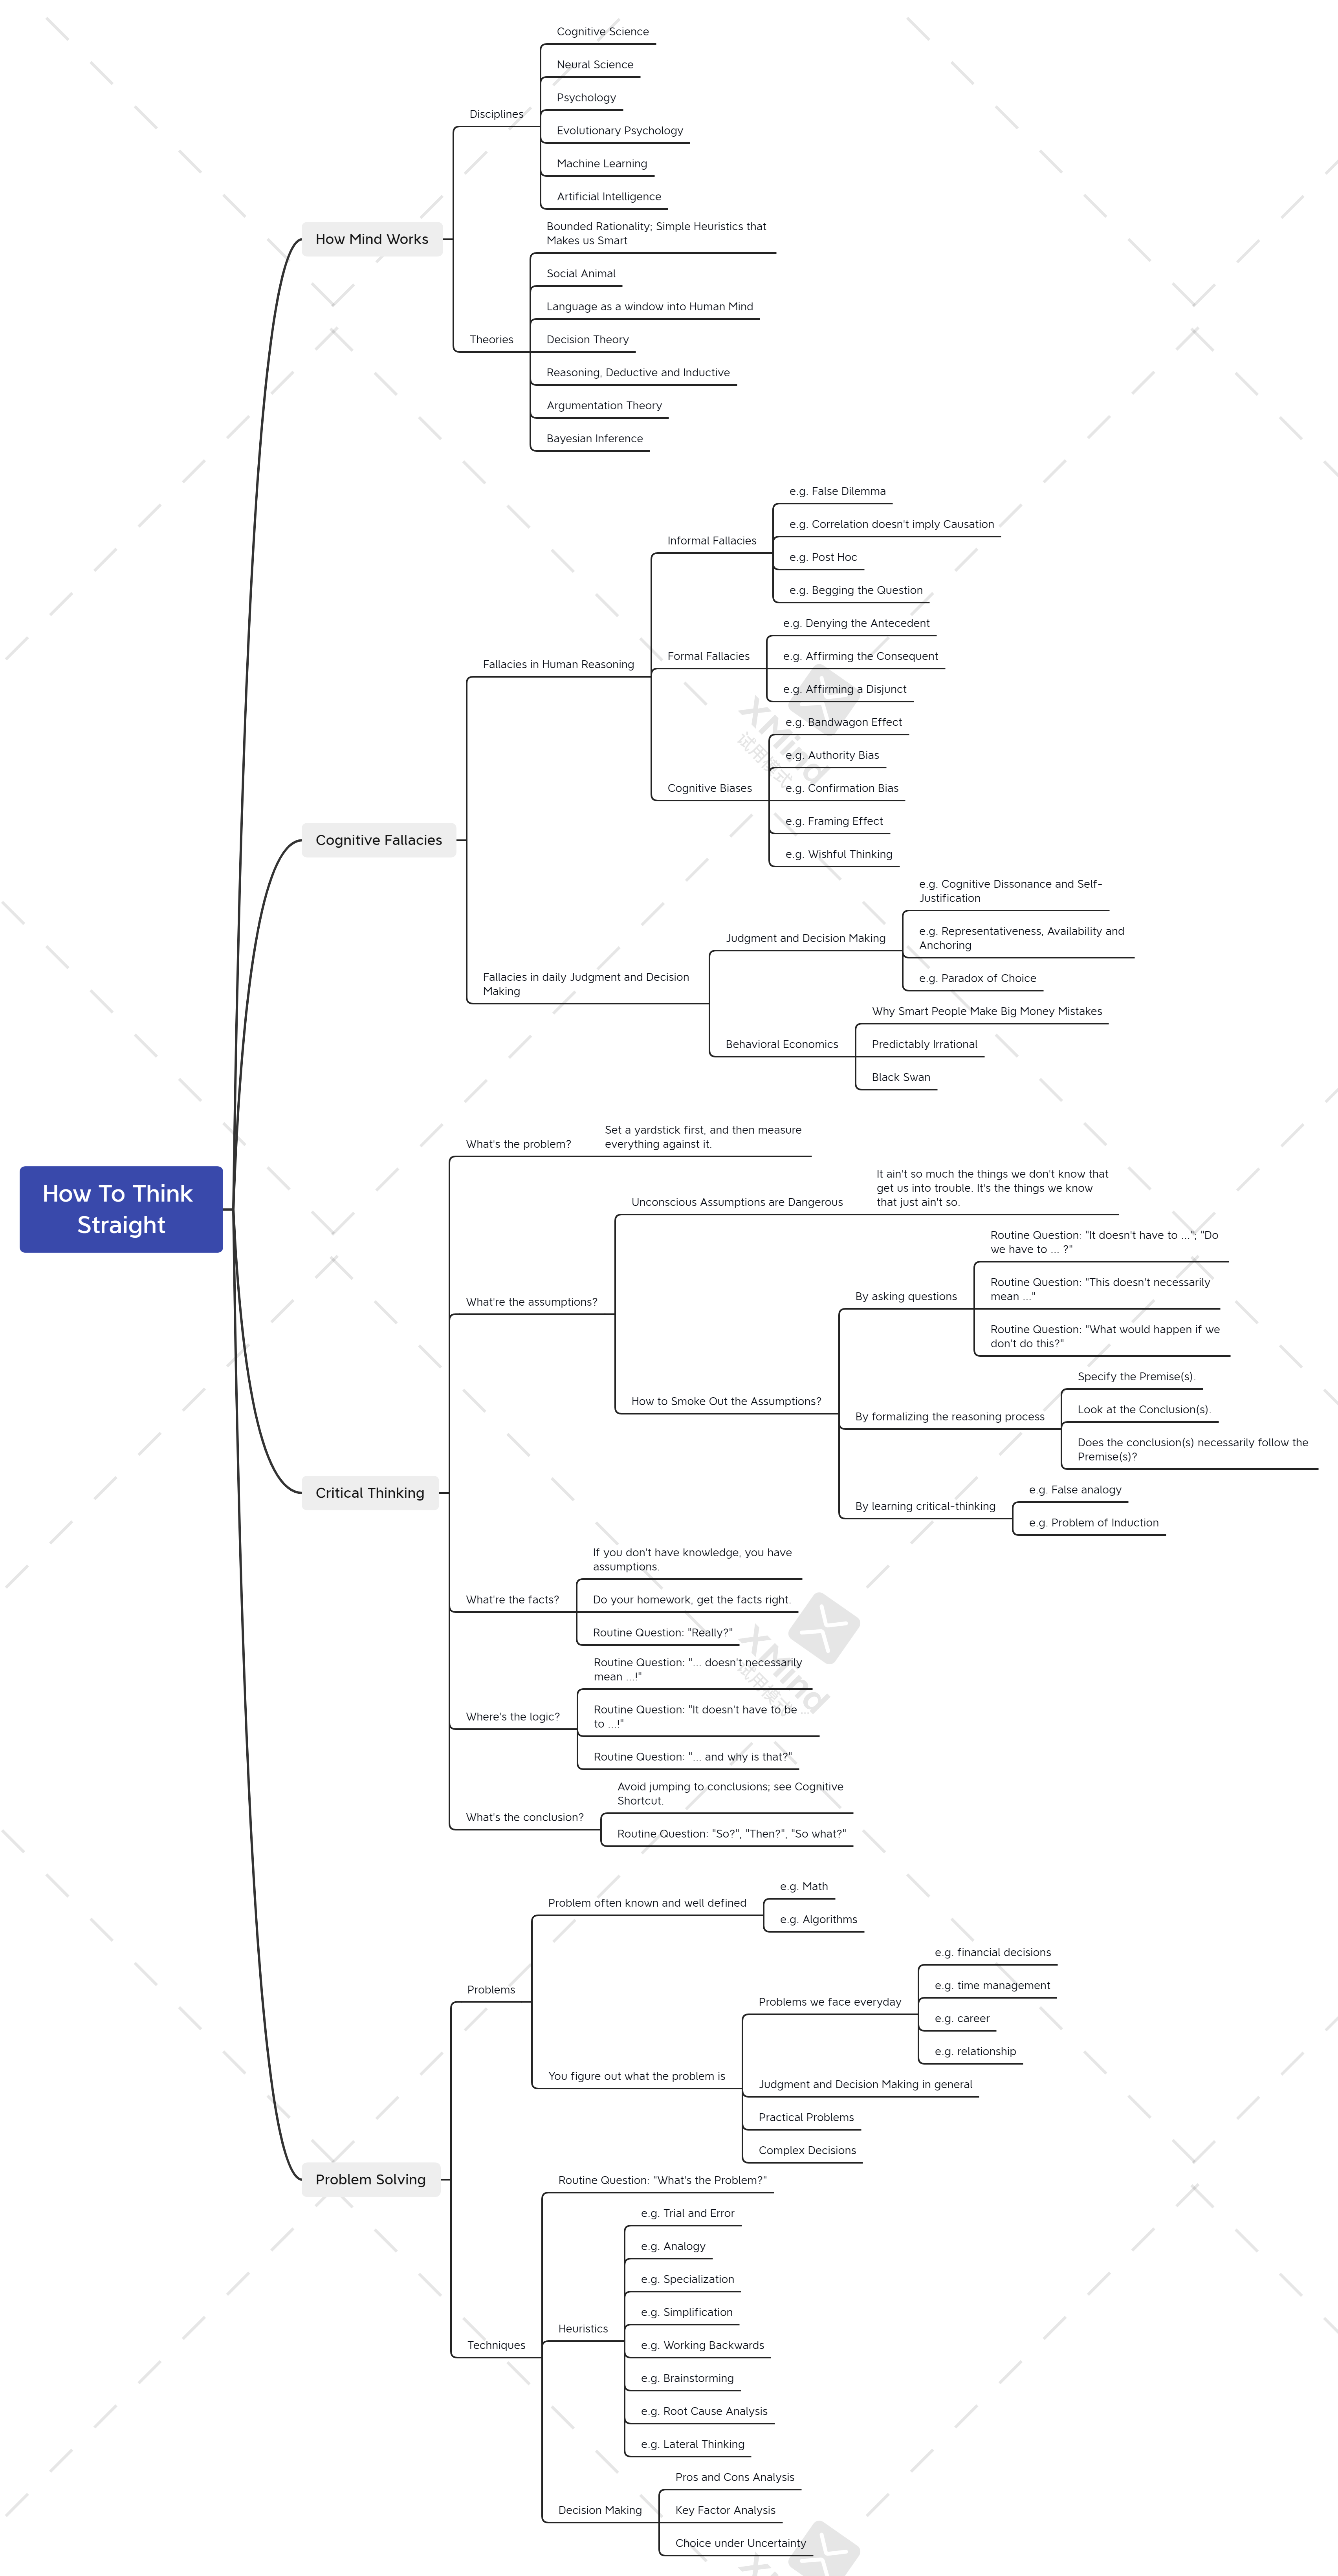 How To Think
Straight
How Mind Works
Disciplines
Cognitive Science
Neural Science
Psychology
Evolutionary Psychology
Machine Learning
Artificial Intelligence
Theories
Bounded Rationality; Simple Heuristics that
Makes us Smart
Social Animal
Language as a window into Human Mind
Decision Theory
Reasoning, Deductive and Inductive
Argumentation Theory
Bayesian Inference
Cognitive Fallacies
Fallacies in Human Reasoning
Informal Fallacies
e.g. False Dilemma
e.g. Correlation doesn't imply Causation
e.g. Post Hoc
e.g. Begging the Question
Formal Fallacies
e.g. Denying the Antecedent
e.g. Affirming the Consequent
e.g. Affirming a Disjunct
Cognitive Biases
e.g. Bandwagon Effect
e.g. Authority Bias
e.g. Confirmation Bias
e.g. Framing Effect
e.g. Wishful Thinking
Fallacies in daily Judgment and Decision
Making
Judgment and Decision Making
e.g. Cognitive Dissonance and Self-
Justification
e.g. Representativeness, Availability and
Anchoring
e.g. Paradox of Choice
Behavioral Economics
Why Smart People Make Big Money Mistakes
Predictably Irrational
Black Swan
Critical Thinking
What's the problem?
Set a yardstick first, and then measure
everything against it.
What're the assumptions?
Unconscious Assumptions are Dangerous
It ain't so much the things we don't know that
get us into trouble. It's the things we know
that just ain't so.
How to Smoke Out the Assumptions?
By asking questions
Routine Question: "It doesn't have to ..."; "Do
we have to ... ?"
Routine Question: "This doesn't necessarily
mean ..."
Routine Question: "What would happen if we
don't do this?"
By formalizing the reasoning process
Specify the Premise(s).
Look at the Conclusion(s).
Does the conclusion(s) necessarily follow the
Premise(s)?
By learning critical-thinking
e.g. False analogy
e.g. Problem of Induction
What're the facts?
If you don't have knowledge, you have
assumptions.
Do your homework, get the facts right.
Routine Question: "Really?"
Where's the logic?
Routine Question: "... doesn't necessarily
mean ...!"
Routine Question: "It doesn't have to be ...
to ...!"
Routine Question: "... and why is that?"
What's the conclusion?
Avoid jumping to conclusions; see Cognitive
Shortcut.
Routine Question: "So?", "Then?", "So what?"
Problem Solving
Problems
Problem often known and well defined
e.g. Math
e.g. Algorithms
You figure out what the problem is
Problems we face everyday
e.g. financial decisions
e.g. time management
e.g. career
e.g. relationship
Judgment and Decision Making in general
Practical Problems
Complex Decisions
Techniques
Routine Question: "What's the Problem?"
Heuristics
e.g. Trial and Error
e.g. Analogy
e.g. Specialization
e.g. Simplification
e.g. Working Backwards
e.g. Brainstorming
e.g. Root Cause Analysis
e.g. Lateral Thinking
Decision Making
Pros and Cons Analysis
Key Factor Analysis
Choice under Uncertainty
XMind
试用模式
XMind
试用模式